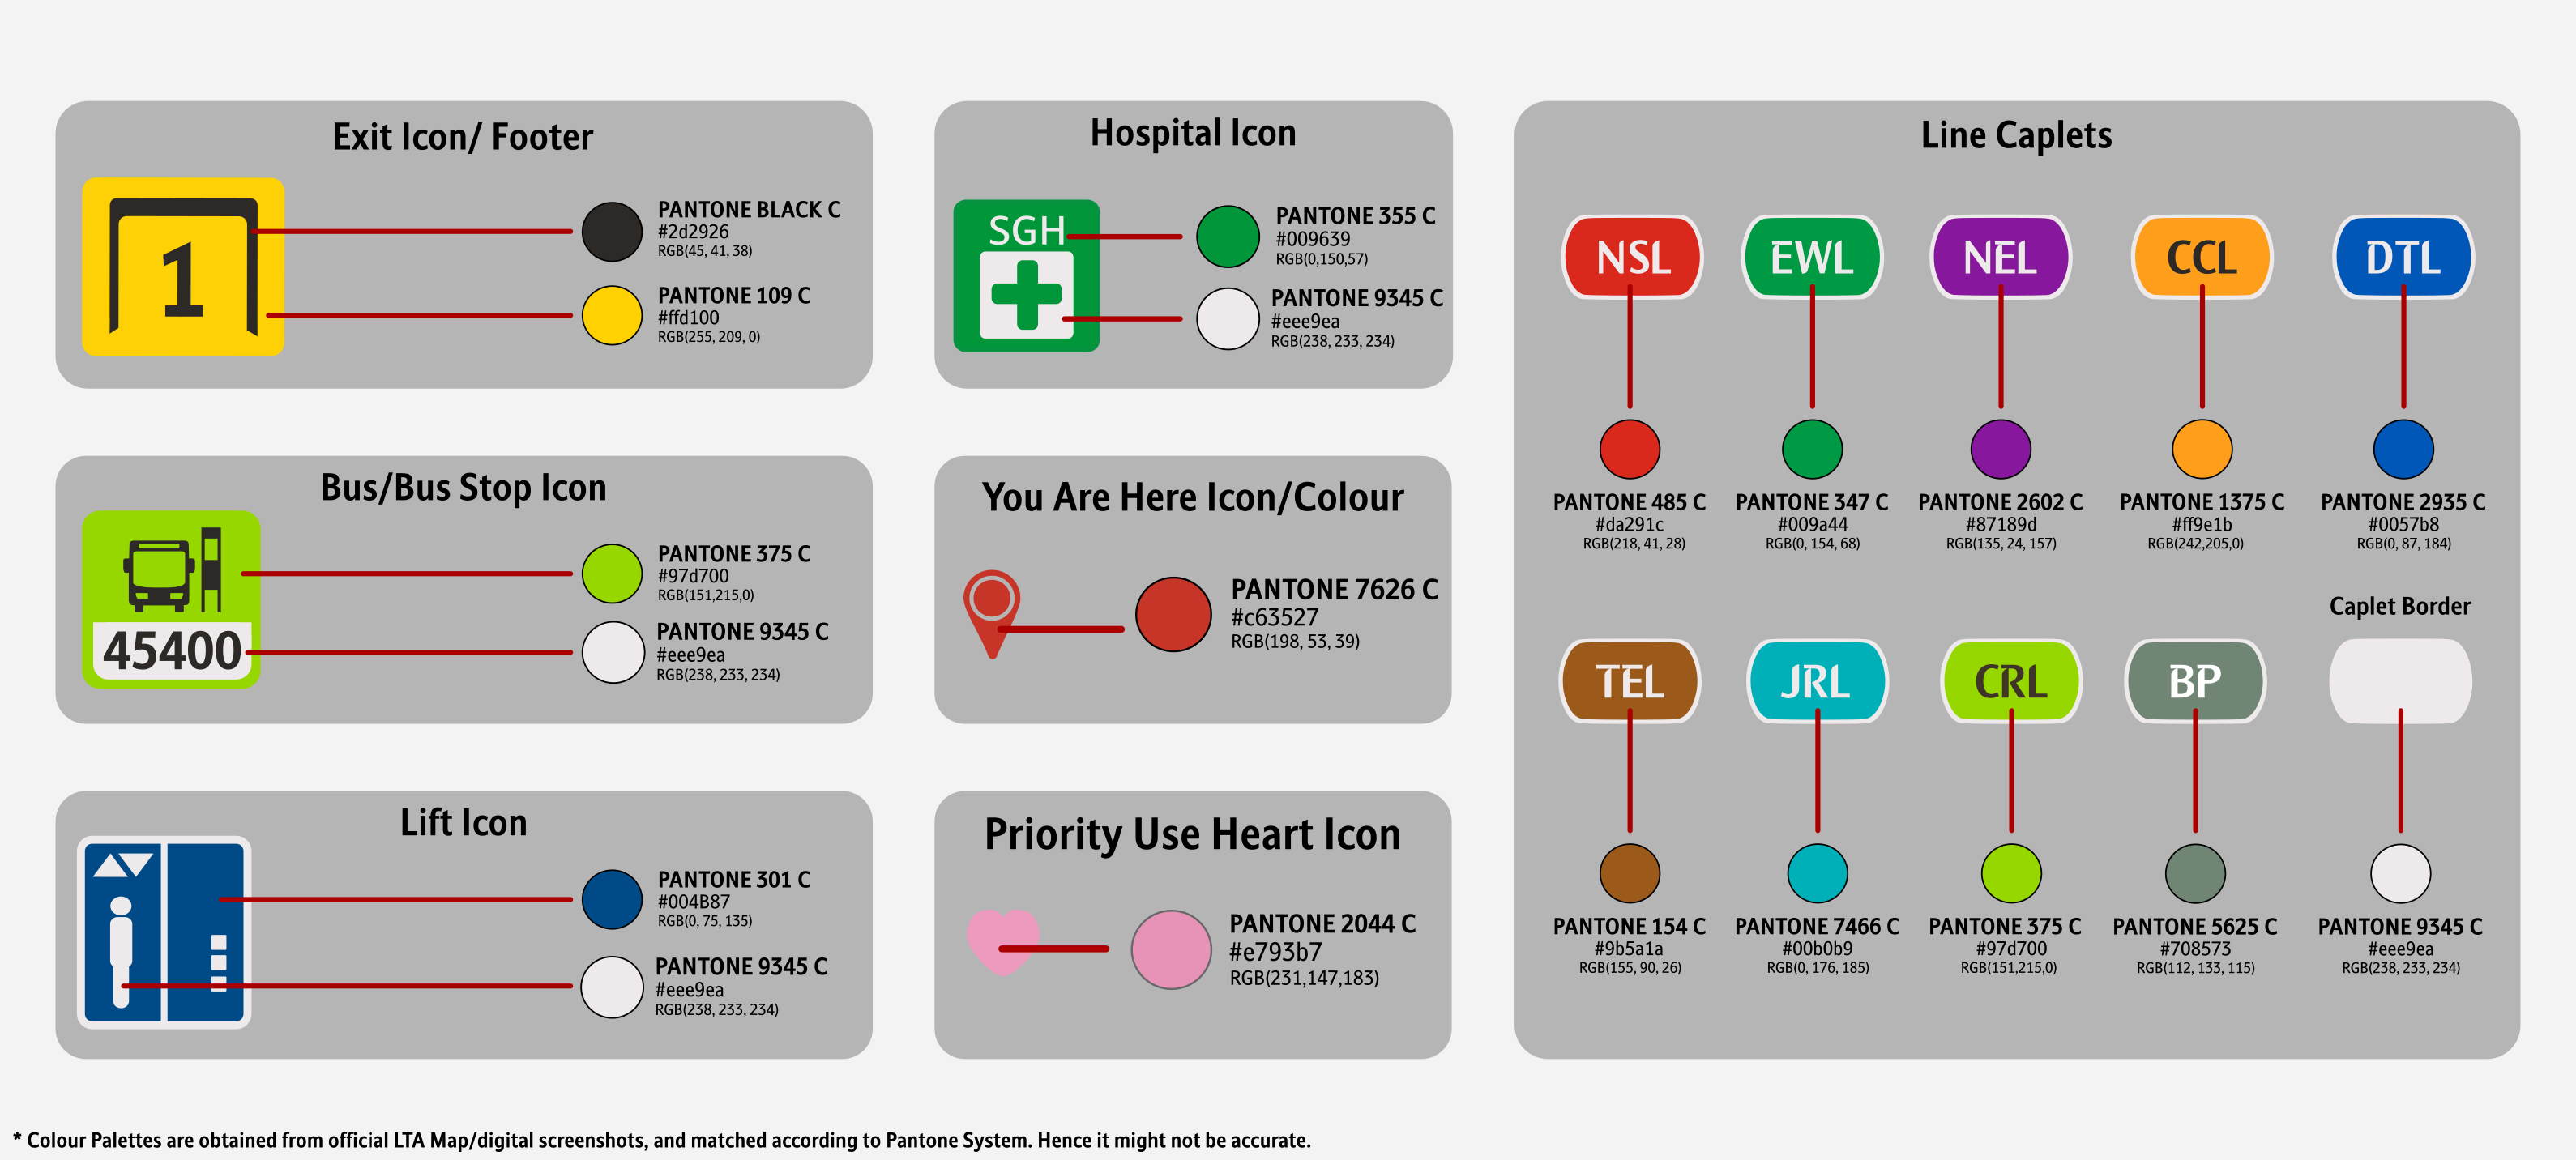 Exit Icon/ Footer
1
PANTONE BLACK C
#2d2926
RGB(45, 41, 38)
PANTONE 109 C
#ffd100
RGB(255, 209, 0)
Hospital Icon
SGH
PANTONE 355 C
#009639
RGB(0,150,57)
PANTONE 9345 C
#eee9ea
RGB(238, 233, 234)
Bus/Bus Stop Icon
45400
PANTONE 375 C
#97d700
RGB(151,215,0)
PANTONE 9345 C
#eee9ea
RGB(238, 233, 234)
You Are Here Icon/Colour
PANTONE 7626 C
#c63527
RGB(198, 53, 39)
Lift Icon
PANTONE 301 C
#004B87
RGB(0, 75, 135)
PANTONE 9345 C
#eee9ea
RGB(238, 233, 234)
Priority Use Heart Icon
PANTONE 2044 C
#e793b7
RGB(231,147,183)
Line Caplets
NSL
EWL
NEL
CCL
DTL
PANTONE 485 C
#da291c
RGB(218, 41, 28)
PANTONE 347 C
#009a44
RGB(0, 154, 68)
PANTONE 2602 C
#87189d
RGB(135, 24, 157)
PANTONE 1375 C
#ff9e1b
RGB(242,205,0)
PANTONE 2935 C
#0057b8
RGB(0, 87, 184)
Caplet Border
TEL
JRL
CRL
BP
PANTONE 154 C
#9b5a1a
RGB(155, 90, 26)
PANTONE 7466 C
#00b0b9
RGB(0, 176, 185)
PANTONE 375 C
#97d700
RGB(151,215,0)
PANTONE 5625 C
#708573
RGB(112, 133, 115)
PANTONE 9345 C
#eee9ea
RGB(238, 233, 234)
* Colour Palettes are obtained from official LTA Map/digital screenshots, and matched according to Pantone System. Hence it might not be accurate.